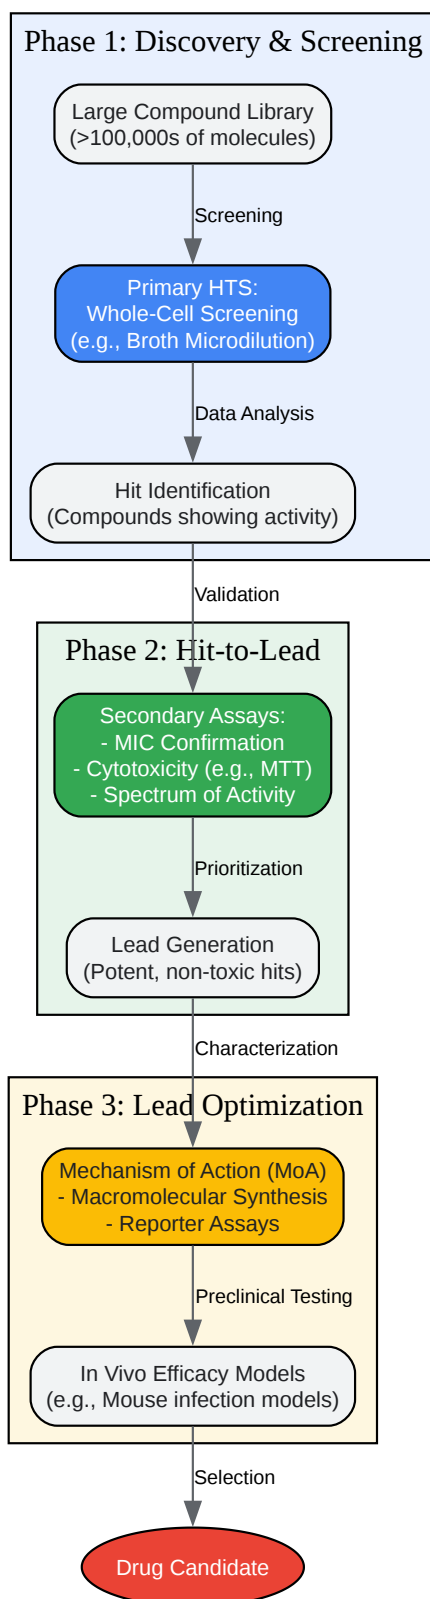 Phase 1: Discovery & Screening
Large Compound Library
(>100,000s of molecules)
Screening
Primary HTS:
Whole-Cell Screening
(e.g., Broth Microdilution)
Data Analysis
Hit Identification
(Compounds showing activity)
Validation
Phase 2: Hit-to-Lead
Secondary Assays:
- MIC Confirmation
- Cytotoxicity (e.g., MTT)
- Spectrum of Activity
Prioritization
Lead Generation
(Potent, non-toxic hits)
Characterization
Phase 3: Lead Optimization
Mechanism of Action (MoA)
- Macromolecular Synthesis
- Reporter Assays
Preclinical Testing
In Vivo Efficacy Models
(e.g., Mouse infection models)
Selection
Drug Candidate